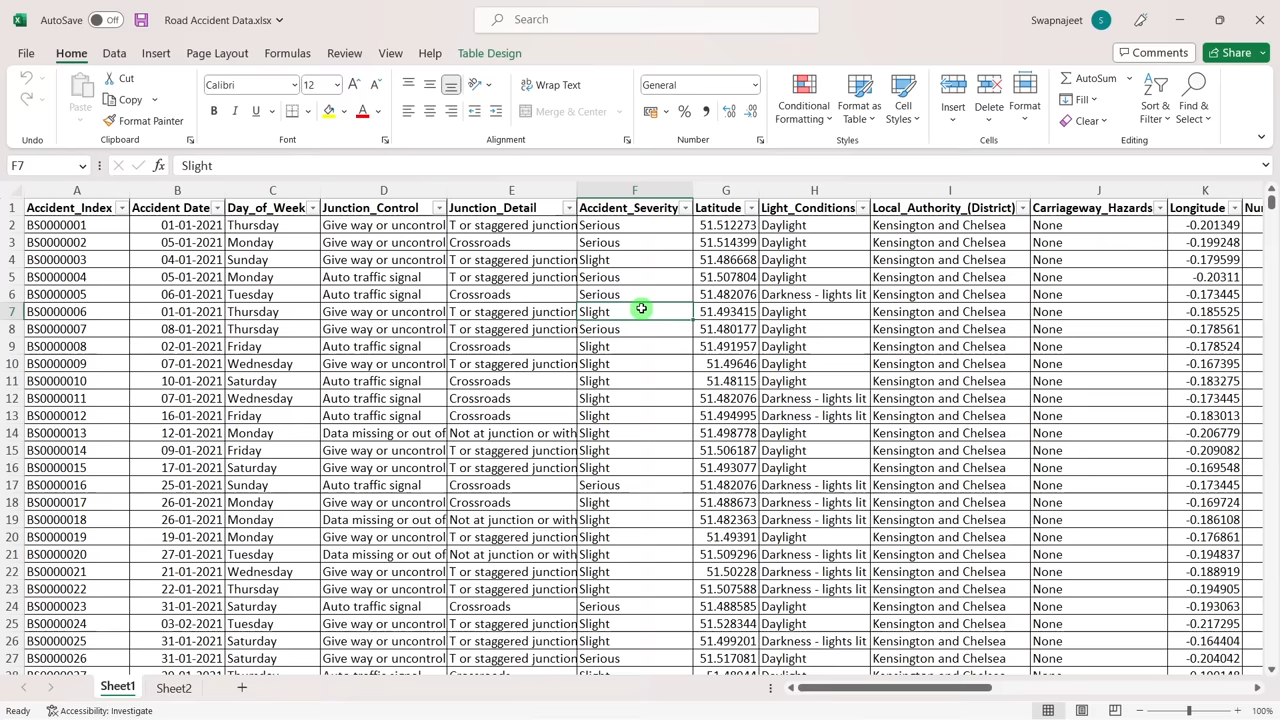 AutoSave Off Road Accident Data.xlsx Search Swapnajeet S
File Home Data Insert Page Layout Formulas Review View Help Table Design Comments Share
Cut Calibri 12 Wrap Text General AutoSum
Paste Copy Conditional Formatting Format as Table Cell Styles Insert Delete Format Fill Sort & Filter Find & Select
Format Painter B I U A Merge & Center % Clear
Undo Clipboard Font Alignment Number Styles Cells Editing
F7 fx Slight
A B C D E F G H I J K
1 Accident_Index Accident Date Day_of_Week Junction_Control Junction_Detail Accident_Severity Latitude Light_Conditions Local_Authority_(District) Carriageway_Hazards Longitude Nun
2 BS0000001 01-01-2021 Thursday Give way or uncontrol T or staggered junction Serious 51.512273 Daylight Kensington and Chelsea None -0.201349
3 BS0000002 05-01-2021 Monday Give way or uncontrol Crossroads Serious 51.514399 Daylight Kensington and Chelsea None -0.199248
4 BS0000003 04-01-2021 Sunday Give way or uncontrol T or staggered junction Slight 51.486668 Daylight Kensington and Chelsea None -0.179599
5 BS0000004 05-01-2021 Monday Auto traffic signal T or staggered junction Serious 51.507804 Daylight Kensington and Chelsea None -0.20311
6 BS0000005 06-01-2021 Tuesday Auto traffic signal Crossroads Serious 51.482076 Darkness - lights lit Kensington and Chelsea None -0.173445
7 BS0000006 01-01-2021 Thursday Give way or uncontrol T or staggered junction Slight 51.493415 Daylight Kensington and Chelsea None -0.185525
8 BS0000007 08-01-2021 Thursday Give way or uncontrol T or staggered junction Serious 51.480177 Daylight Kensington and Chelsea None -0.178561
9 BS0000008 02-01-2021 Friday Auto traffic signal Crossroads Slight 51.491957 Daylight Kensington and Chelsea None -0.178524
10 BS0000009 07-01-2021 Wednesday Give way or uncontrol T or staggered junction Slight 51.49646 Daylight Kensington and Chelsea None -0.167395
11 BS0000010 10-01-2021 Saturday Auto traffic signal Crossroads Slight 51.48115 Daylight Kensington and Chelsea None -0.183275
12 BS0000011 07-01-2021 Wednesday Auto traffic signal Crossroads Slight 51.482076 Darkness - lights lit Kensington and Chelsea None -0.173445
13 BS0000012 16-01-2021 Friday Auto traffic signal Crossroads Slight 51.494995 Daylight Kensington and Chelsea None -0.183013
14 BS0000013 12-01-2021 Monday Data missing or out of Not at junction or with Slight 51.498778 Daylight Kensington and Chelsea None -0.206779
15 BS0000014 09-01-2021 Friday Give way or uncontrol T or staggered junction Slight 51.506187 Daylight Kensington and Chelsea None -0.209082
16 BS0000015 17-01-2021 Saturday Give way or uncontrol T or staggered junction Slight 51.493077 Daylight Kensington and Chelsea None -0.169548
17 BS0000016 25-01-2021 Sunday Auto traffic signal Crossroads Serious 51.482076 Darkness - lights lit Kensington and Chelsea None -0.173445
18 BS0000017 26-01-2021 Monday Give way or uncontrol Crossroads Slight 51.488673 Daylight Kensington and Chelsea None -0.169724
19 BS0000018 26-01-2021 Monday Data missing or out of Not at junction or with Slight 51.482363 Darkness - lights lit Kensington and Chelsea None -0.186108
20 BS0000019 19-01-2021 Monday Give way or uncontrol T or staggered junction Slight 51.49391 Daylight Kensington and Chelsea None -0.176861
21 BS0000020 27-01-2021 Tuesday Data missing or out of Not at junction or with Slight 51.509296 Darkness - lights lit Kensington and Chelsea None -0.194837
22 BS0000021 21-01-2021 Wednesday Give way or uncontrol T or staggered junction Slight 51.50228 Darkness - lights lit Kensington and Chelsea None -0.188919
23 BS0000022 22-01-2021 Thursday Give way or uncontrol T or staggered junction Slight 51.507588 Darkness - lights lit Kensington and Chelsea None -0.194905
24 BS0000023 31-01-2021 Saturday Auto traffic signal Crossroads Serious 51.488585 Daylight Kensington and Chelsea None -0.193063
25 BS0000024 03-02-2021 Tuesday Give way or uncontrol T or staggered junction Slight 51.528344 Daylight Kensington and Chelsea None -0.217295
26 BS0000025 31-01-2021 Saturday Give way or uncontrol T or staggered junction Slight 51.499201 Darkness - lights lit Kensington and Chelsea None -0.164404
27 BS0000026 31-01-2021 Saturday Give way or uncontrol T or staggered junction Serious 51.517081 Daylight Kensington and Chelsea None -0.204042
Sheet1 Sheet2
Ready Accessibility: Investigate 100%